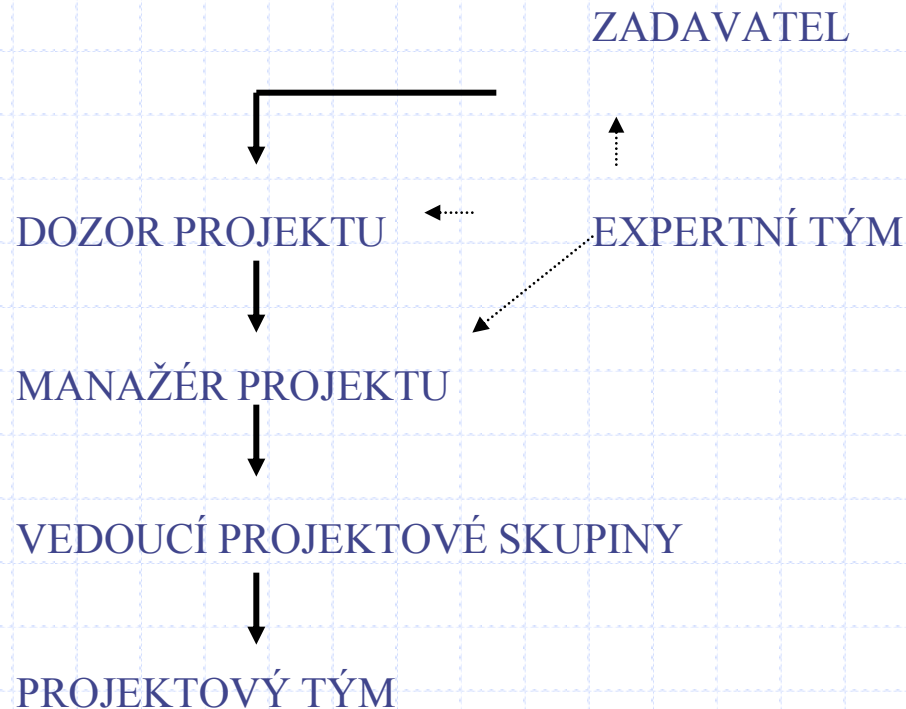 ZADAVATEL
DOZOR PROJEKTU
EXPERTNÍ TÝM
MANAŽÉR PROJEKTU
VEDOUCÍ PROJEKTOVÉ SKUPINY
PROJEKTOVÝ TÝM